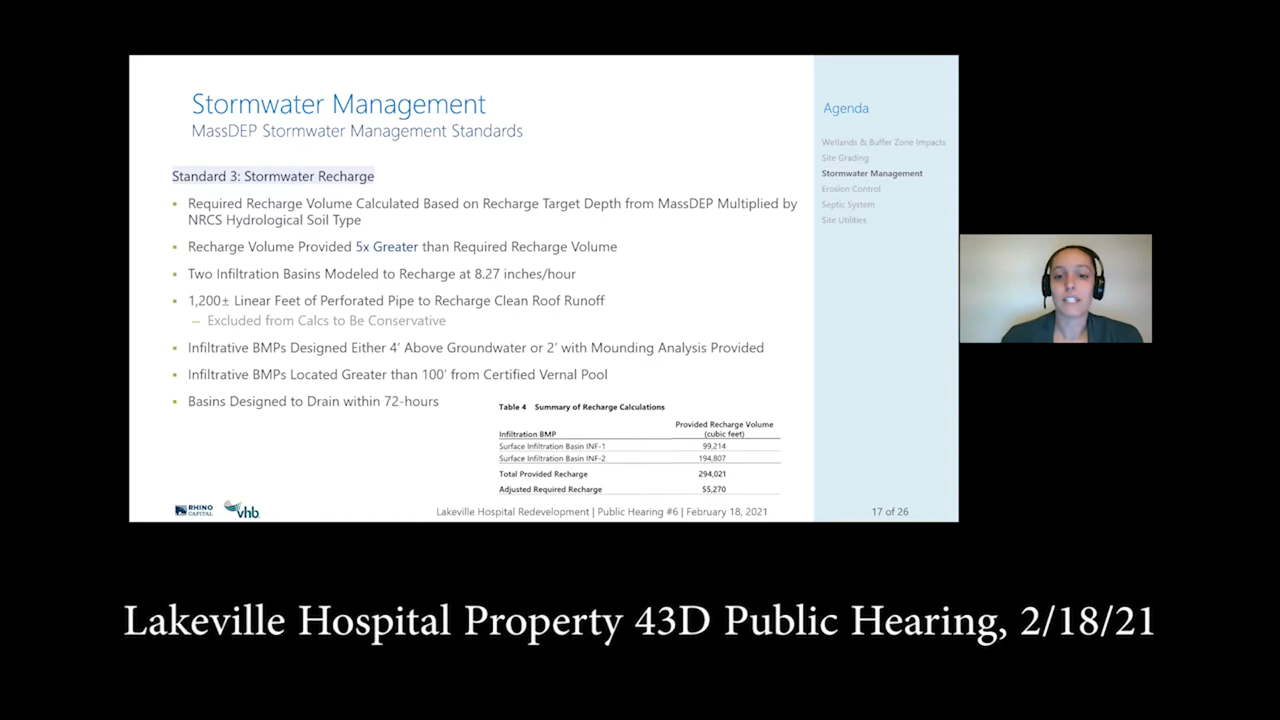 Stormwater Management
MassDEP Stormwater Management Standards
Standard 3: Stormwater Recharge
▪ Required Recharge Volume Calculated Based on Recharge Target Depth from MassDEP Multiplied by
NRCS Hydrological Soil Type
▪ Recharge Volume Provided 5x Greater than Required Recharge Volume
▪ Two Infiltration Basins Modeled to Recharge at 8.27 inches/hour
▪ 1,200± Linear Feet of Perforated Pipe to Recharge Clean Roof Runoff
– Excluded from Calcs to Be Conservative
▪ Infiltrative BMPs Designed Either 4’ Above Groundwater or 2’ with Mounding Analysis Provided
▪ Infiltrative BMPs Located Greater than 100’ from Certified Vernal Pool
▪ Basins Designed to Drain within 72-hours
Table 4 Summary of Recharge Calculations
Provided Recharge Volume
Infiltration BMP (cubic feet)
Surface Infiltration Basin INF-1 99,214
Surface Infiltration Basin INF-2 194,807
Total Provided Recharge 294,021
Adjusted Required Recharge 55,270
RHINO
CAPITAL
vhb
Lakeville Hospital Redevelopment | Public Hearing #6 | February 18, 2021
Agenda
Wetlands & Buffer Zone Impacts
Site Grading
Stormwater Management
Erosion Control
Septic System
Site Utilities
17 of 26
Lakeville Hospital Property 43D Public Hearing, 2/18/21